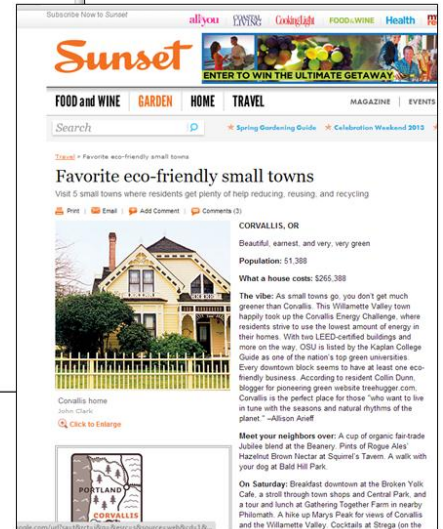 Subscribe Now to Sunset
all you COASTAL LIVING CookingLight FOOD&WINE Health
Sunset
ENTER TO WIN THE ULTIMATE GETAWAY
FOOD and WINE GARDEN HOME TRAVEL
MAGAZINE EVENTS
Search
Spring Gardening Guide Celebration Weekend 2012
Travel > Favorite eco-friendly small towns
Favorite eco-friendly small towns
Visit 5 small towns where residents get plenty of help reducing, reusing, and recycling
Print Email Add Comment Comments (3)
CORVALLIS, OR
Beautiful, earnest, and very, very green
Population: 51,388
What a house costs: $265,388
The vibe: As small towns go, you don't get much
greener than Corvallis. This Willamette Valley town
happily took up the Corvallis Energy Challenge, where
residents strive to use the lowest amount of energy in
their homes. With two LEED-certified buildings and
more on the way, OSU is listed by the Kaplan College
Guide as one of the nation's top green universities.
Every downtown block seems to have at least one eco-
friendly business. According to resident Collin Dunn,
blogger for pioneering green website treehugger.com,
Corvallis is the perfect place for those "who want to live
in tune with the seasons and natural rhythms of the
planet." –Allison Arieff
Corvallis home
John Clark
Click to Enlarge
Meet your neighbors over: A cup of organic fair-trade
Jubilee blend at the Beanery. Pints of Rogue Ales'
Hazelnut Brown Nectar at Squirrel's Tavern. A walk with
your dog at Bald Hill Park.
On Saturday: Breakfast downtown at the Broken Yolk
Cafe, a stroll through town shops and Central Park, and
a tour and lunch at Gathering Together Farm in nearby
Philomath. A hike up Marys Peak for views of Corvallis
and the Willamette Valley. Cocktails at Strega on the
PORTLAND
CORVALLIS